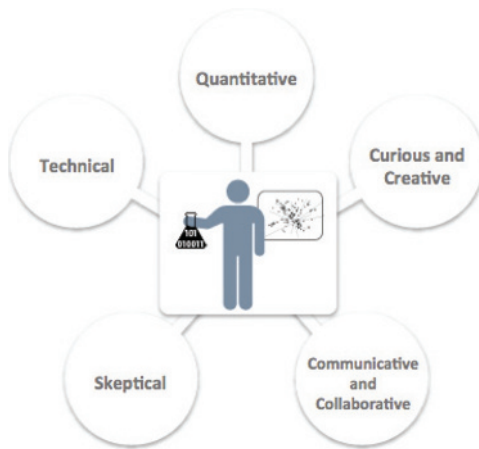 Quantitative
Technical
Curious and
Creative
101
010011
Skeptical
Communicative
and
Collaborative